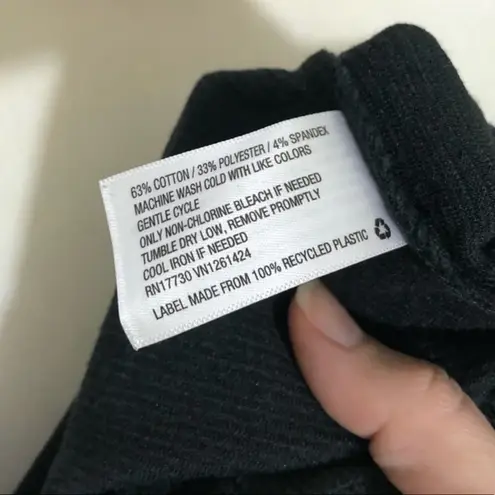 63% COTTON / 33% POLYESTER / 4% SPANDEX
MACHINE WASH COLD WITH LIKE COLORS
GENTLE CYCLE
ONLY NON-CHLORINE BLEACH IF NEEDED
TUMBLE DRY LOW, REMOVE PROMPTLY
COOL IRON IF NEEDED
RN17730 VN1261424
LABEL MADE FROM 100% RECYCLED PLASTIC